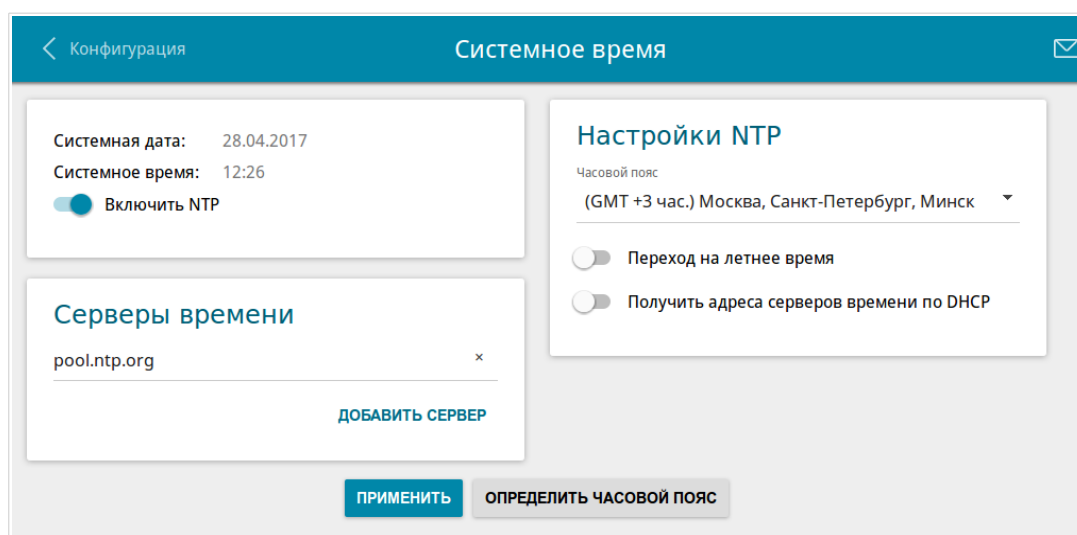 Конфигурация
Системное время
Системная дата: 28.04.2017
Системное время: 12:26
Включить NTP
Серверы времени
pool.ntp.org ×
ДОБАВИТЬ СЕРВЕР
Настройки NTP
Часовой пояс
(GMT +3 час.) Москва, Санкт-Петербург, Минск
Переход на летнее время
Получить адреса серверов времени по DHCP
ПРИМЕНИТЬ
ОПРЕДЕЛИТЬ ЧАСОВОЙ ПОЯС